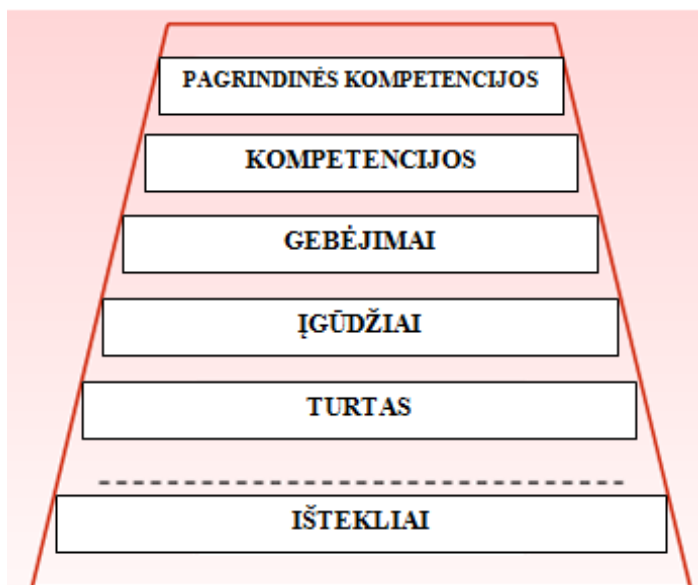 PAGRINDINĖS KOMPETENCIJOS
KOMPETENCIJOS
GEBĖJIMAI
ĮGŪDŽIAI
TURTAS
IŠTEKLIAI